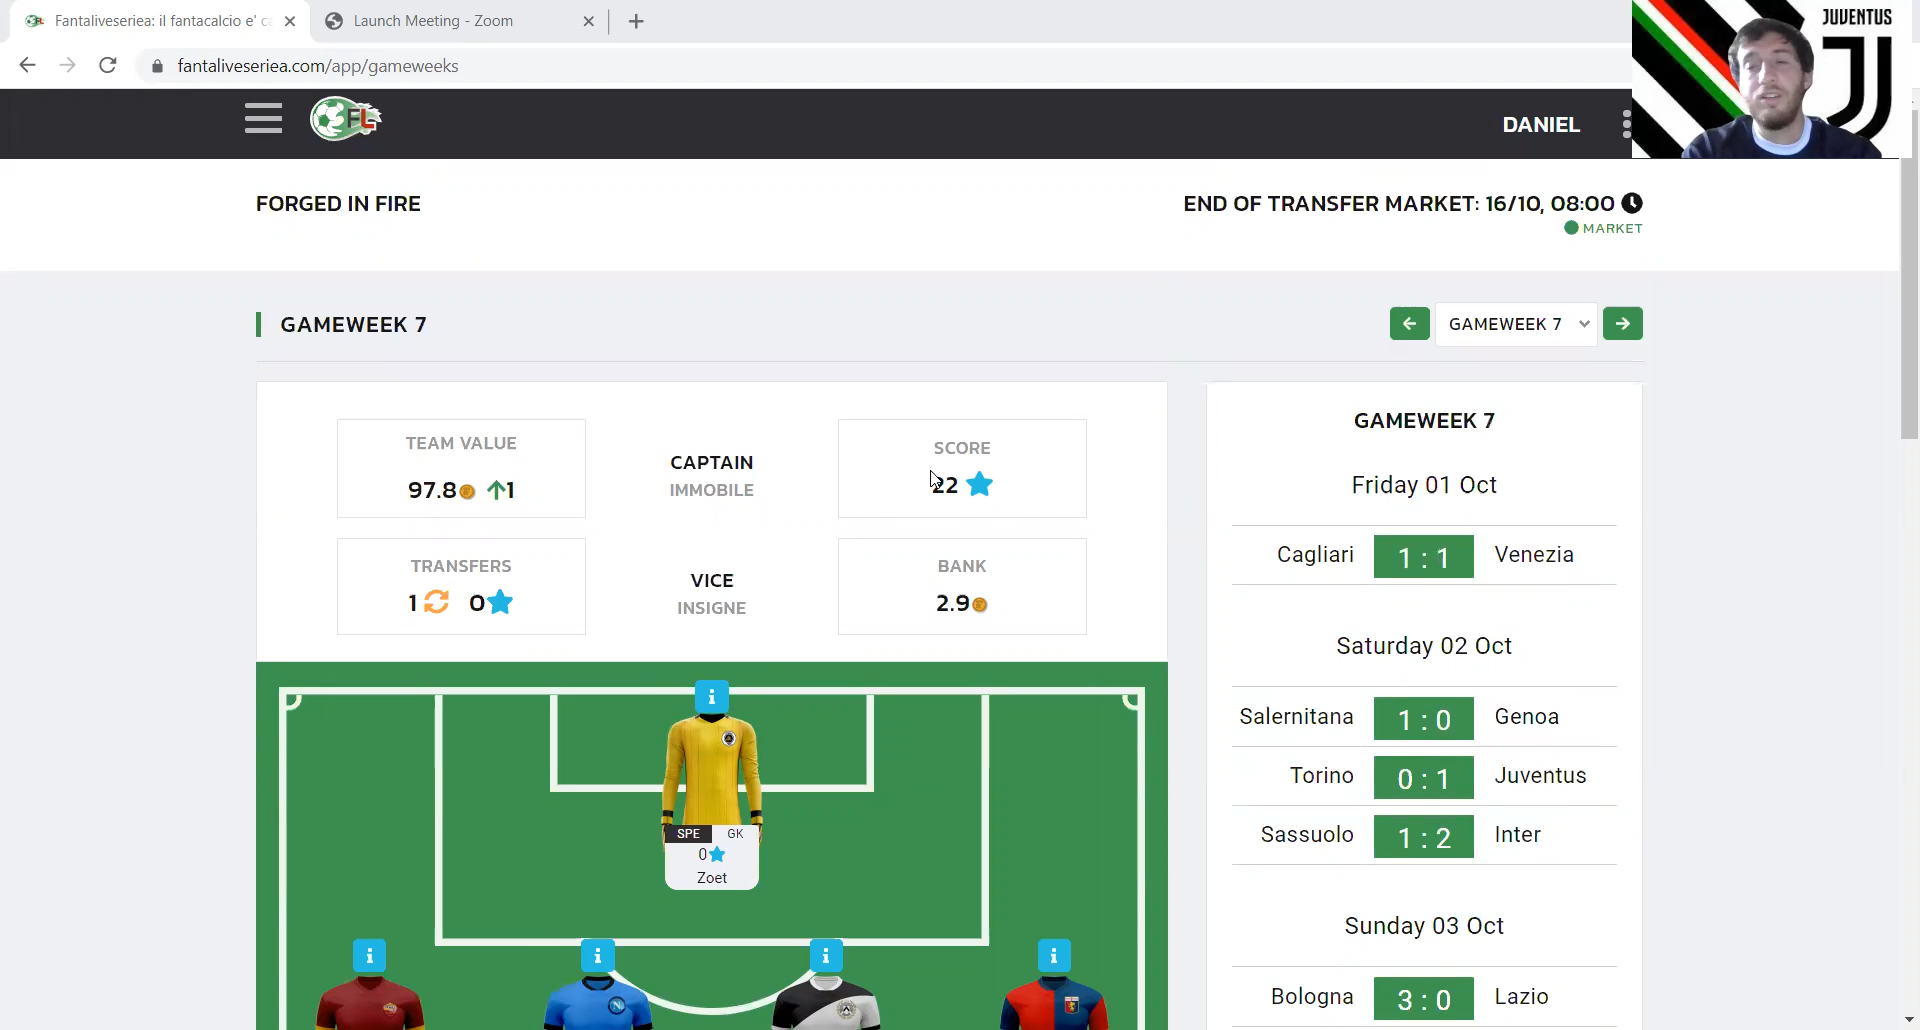 Fantaliveseriea: il fantacalcio e' ca
Launch Meeting - Zoom
fantaliveseriea.com/app/gameweeks
JUVENTUS
FL
DANIEL
FORGED IN FIRE
END OF TRANSFER MARKET: 16/10, 08:00
MARKET
GAMEWEEK 7
GAMEWEEK 7
TEAM VALUE
97.8 1
CAPTAIN
IMMOBILE
SCORE
22
TRANSFERS
1 0
VICE
INSIGNE
BANK
2.9
SPE GK
0
Zoet
GAMEWEEK 7
Friday 01 Oct
Cagliari 1 : 1 Venezia
Saturday 02 Oct
Salernitana 1 : 0 Genoa
Torino 0 : 1 Juventus
Sassuolo 1 : 2 Inter
Sunday 03 Oct
Bologna 3 : 0 Lazio